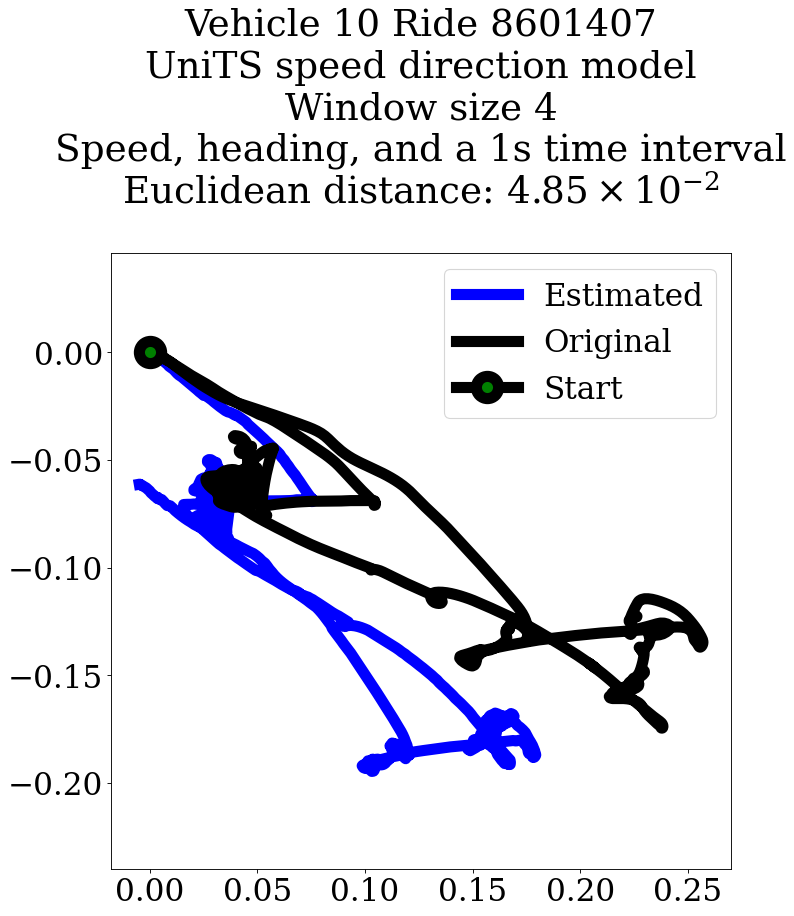 Vehicle 10 Ride 8601407
UniTS speed direction model
Window size 4
Speed, heading, and a 1s time interval
Euclidean distance: 4.85 × 10⁻²
Estimated
Original
Start
0.00
−0.05
−0.10
−0.15
−0.20
0.00 0.05 0.10 0.15 0.20 0.25